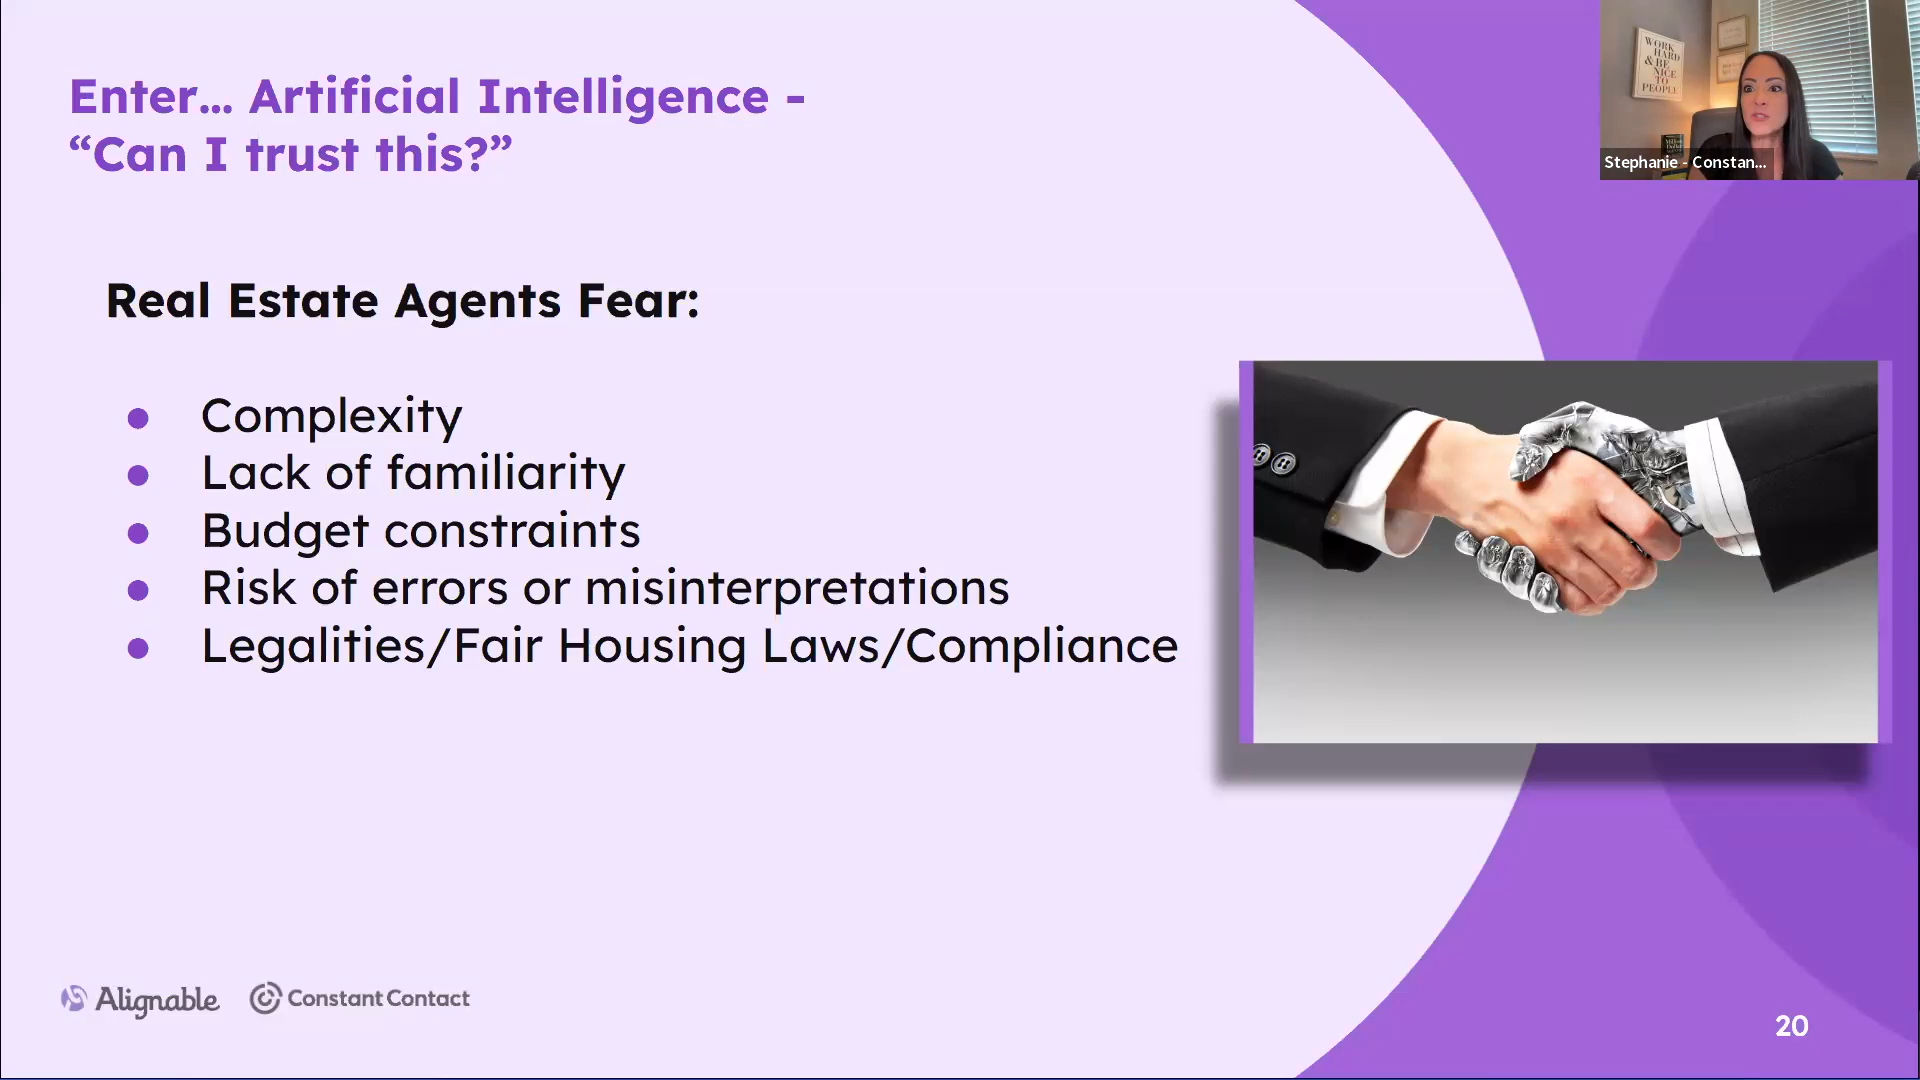 Enter... Artificial Intelligence -
“Can I trust this?”
Real Estate Agents Fear:
● Complexity
● Lack of familiarity
● Budget constraints
● Risk of errors or misinterpretations
● Legalities/Fair Housing Laws/Compliance
WORK
HARD
& BE
NICE
TO
PEOPLE
Stephanie - Constan...
Alignable
Constant Contact
20